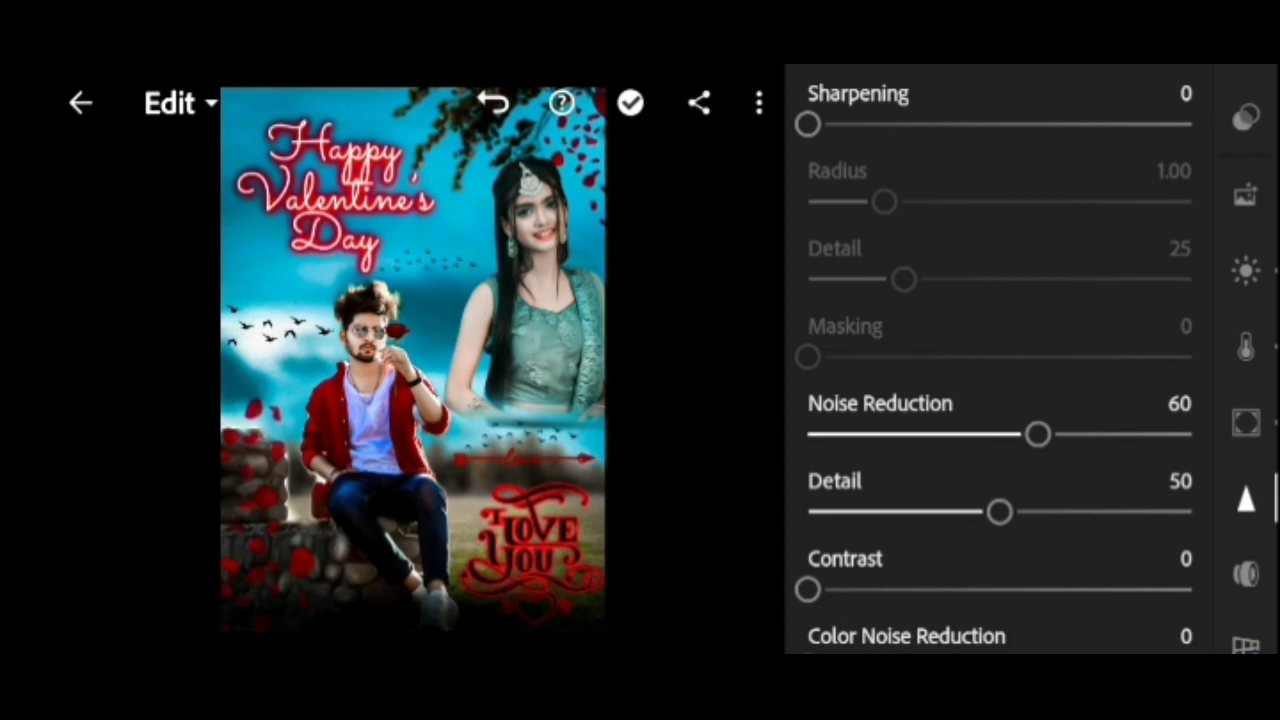 Edit
Happy
Valentine's
Day
love
I
LOVE
YOU
Sharpening 0
Radius 1.00
Detail 25
Masking 0
Noise Reduction 60
Detail 50
Contrast 0
Color Noise Reduction 0